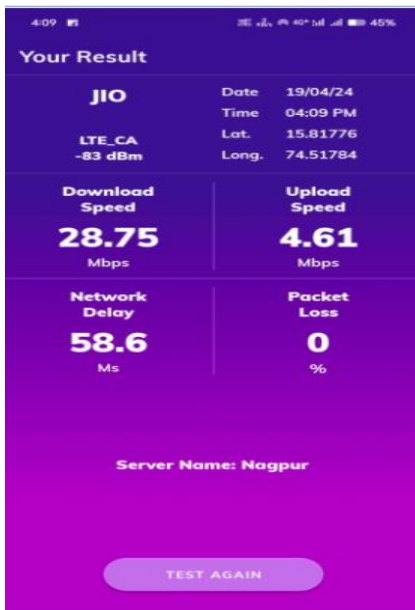 4:09
45%
Your Result
JIO
LTE_CA
-83 dBm
Date 19/04/24
Time 04:09 PM
Lat. 15.81776
Long. 74.51784
Download
Speed
28.75
Mbps
Upload
Speed
4.61
Mbps
Network
Delay
58.6
Ms
Packet
Loss
0
%
Server Name: Nagpur
TEST AGAIN